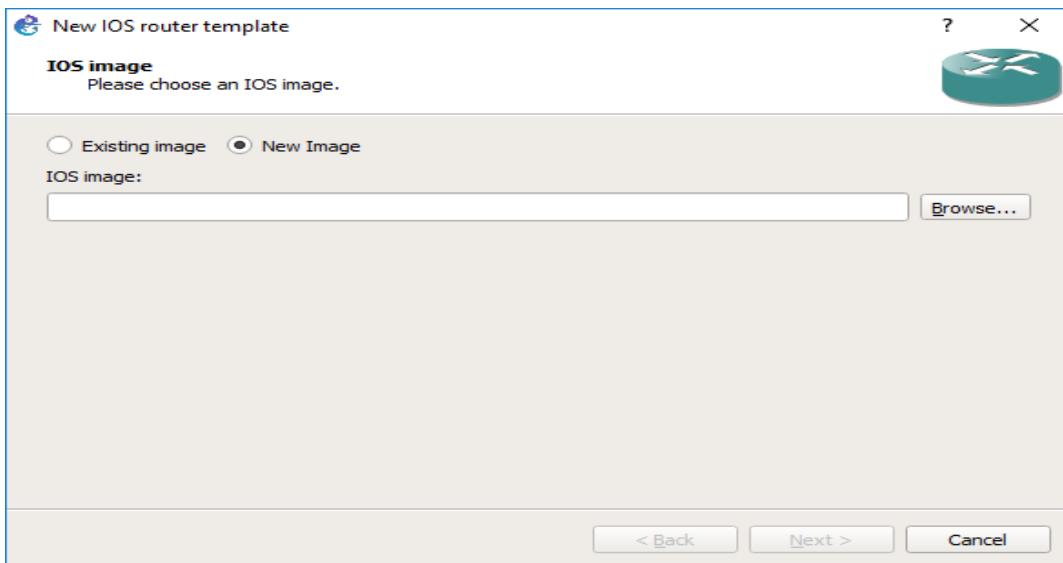 New IOS router template
?
IOS image
Please choose an IOS image.
Existing image
New Image
IOS image:
Browse...
< Back
Next >
Cancel